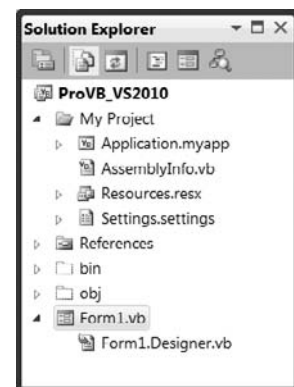 Solution Explorer
ProVB_VS2010
My Project
Application.myapp
AssemblyInfo.vb
Resources.resx
Settings.settings
References
bin
obj
Form1.vb
Form1.Designer.vb